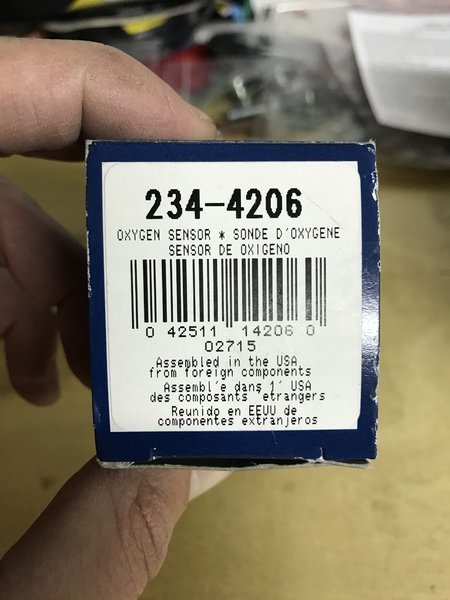 234-4206
OXYGEN SENSOR * SONDE D'OXYGENE
SENSOR DE OXIGENO
0 42511 14206 0
02715
Assembled in the USA
from foreign components
Assembl'e dans l' USA
des composants 'etrangers
Reunido en EEUU de
componentes extranjeros